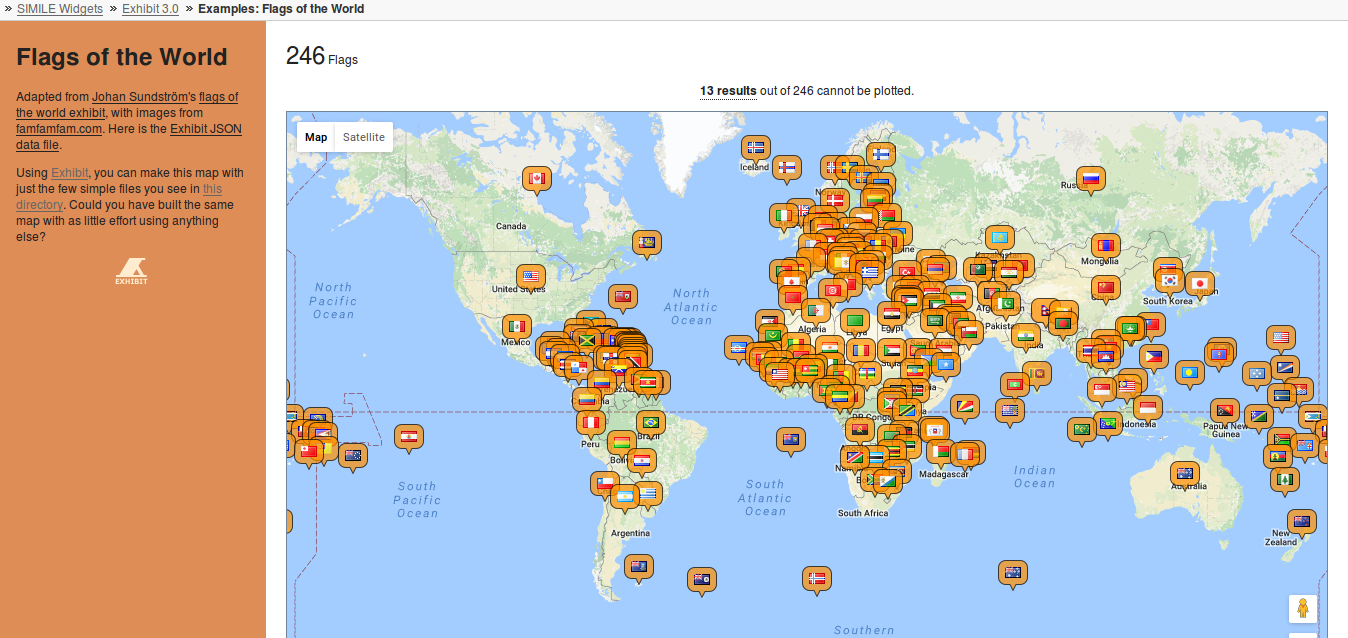 » SIMILE Widgets » Exhibit 3.0 » Examples: Flags of the World
Flags of the World
Adapted from Johan Sundström's flags of
the world exhibit, with images from
famfamfam.com. Here is the Exhibit JSON
data file.
Using Exhibit, you can make this map with
just the few simple files you see in this
directory. Could you have built the same
map with as little effort using anything
else?
EXHIBIT
246 Flags
13 results out of 246 cannot be plotted.
Map Satellite
Iceland
Russia
Canada
Mongolia
United States
North
Pacific
Ocean
North
Atlantic
Ocean
South Korea
Japan
Mexico
Algeria
Egypt
Pakistan
India
DR Congo
Indonesia
Papua New
Guinea
Peru
Brazil
Madagascar
South
Pacific
Ocean
South
Atlantic
Ocean
Indian
Ocean
Australia
South Africa
Argentina
New
Zealand
Southern